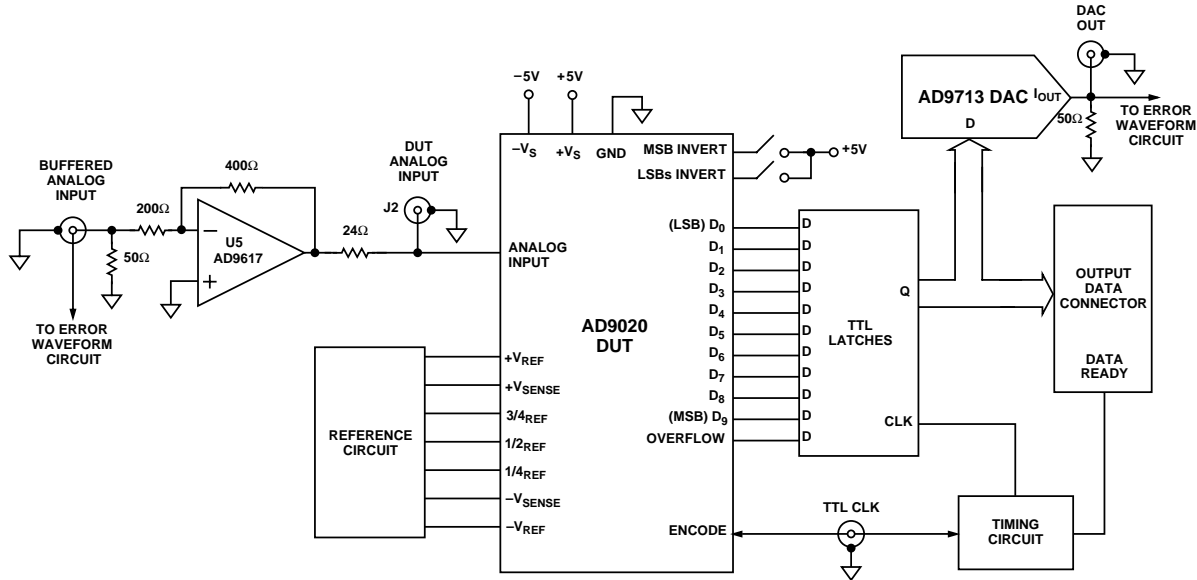 DAC
OUT
AD9713 DAC
IOUT
D
50Ω
TO ERROR
WAVEFORM
CIRCUIT
–5V
+5V
–VS
+VS
GND
MSB INVERT
LSBs INVERT
+5V
BUFFERED
ANALOG
INPUT
200Ω
400Ω
50Ω
U5
AD9617
–
+
24Ω
DUT
ANALOG
INPUT
J2
TO ERROR
WAVEFORM
CIRCUIT
ANALOG
INPUT
AD9020
DUT
REFERENCE
CIRCUIT
+VREF
+VSENSE
3/4REF
1/2REF
1/4REF
–VSENSE
–VREF
(LSB) D0
D1
D2
D3
D4
D5
D6
D7
D8
(MSB) D9
OVERFLOW
ENCODE
D
D
D
D
D
D
D
D
D
D
D
Q
TTL
LATCHES
CLK
OUTPUT
DATA
CONNECTOR
DATA
READY
TTL CLK
TIMING
CIRCUIT